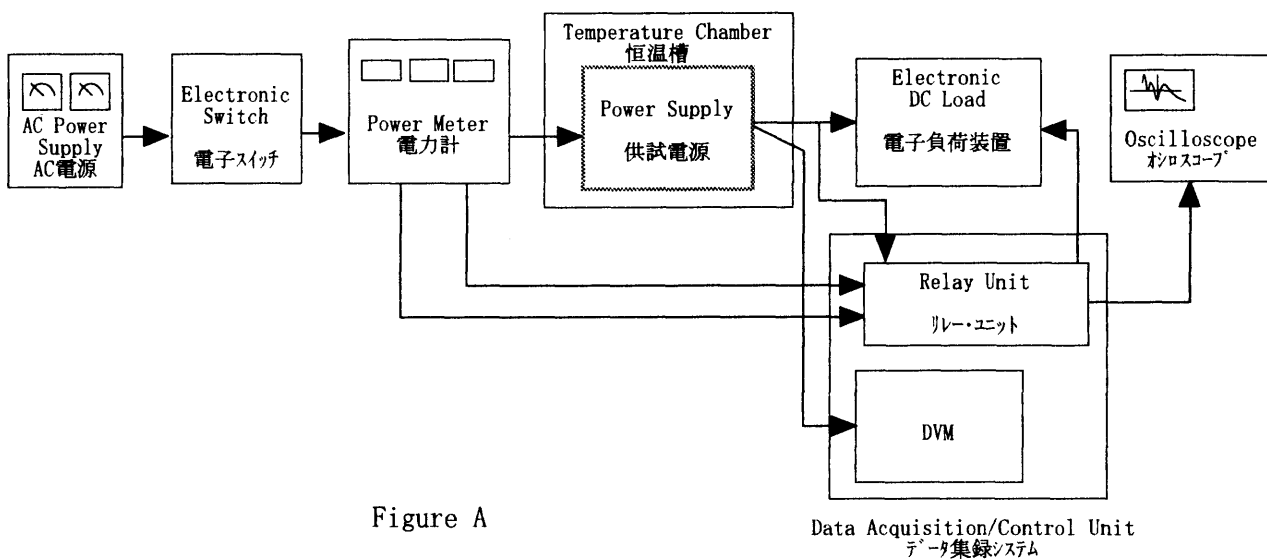 AC Power
Supply
AC電源
Electronic
Switch
電子スイッチ
Power Meter
電力計
Temperature Chamber
恒温槽
Power Supply
供試電源
Electronic
DC Load
電子負荷装置
Oscilloscope
オシロスコープ
Relay Unit
リレー・ユニット
DVM
Figure A
Data Acquisition/Control Unit
データ集録システム